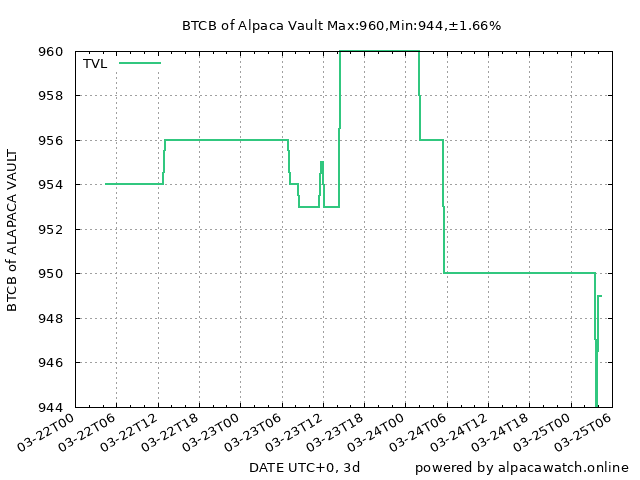 BTCB of Alpaca Vault Max:960,Min:944,±1.66%
TVL
960
958
956
954
952
950
948
946
944
BTCB of ALAPACA VAULT
03-22T00
03-22T06
03-22T12
03-22T18
03-23T00
03-23T06
03-23T12
03-23T18
03-24T00
03-24T06
03-24T12
03-24T18
03-25T00
03-25T06
DATE UTC+0, 3d
powered by alpacawatch.online